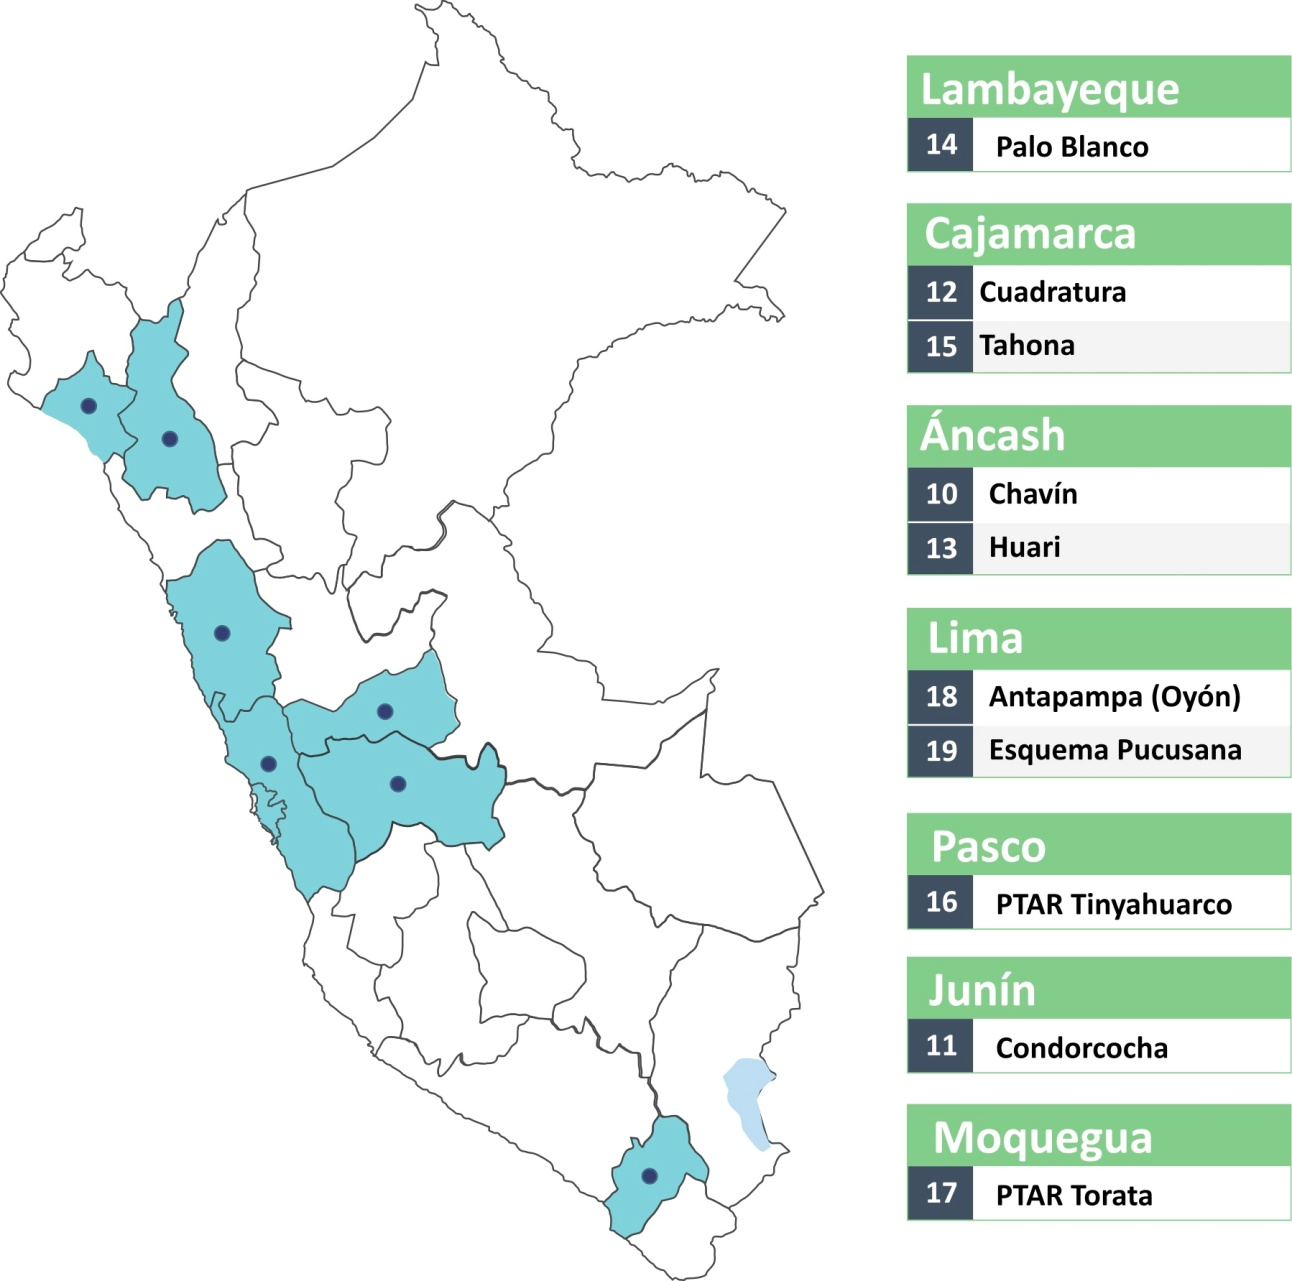 Lambayeque
14 Palo Blanco
Cajamarca
12 Cuadratura
15 Tahona
Áncash
10 Chavín
13 Huari
Lima
18 Antapampa (Oyón)
19 Esquema Pucusana
Pasco
16 PTAR Tinyahuarco
Junín
11 Condorcocha
Moquegua
17 PTAR Torata